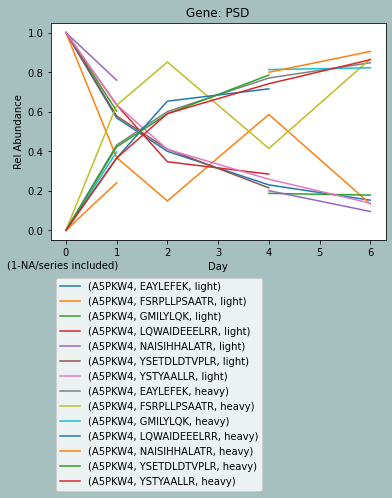 Gene: PSD
Rel Abundance
1.0
0.8
0.6
0.4
0.2
0.0
0 1 2 3 4 5 6
(1-NA/series included)
Day
(A5PKW4, EAYLEFEK, light)
(A5PKW4, FSRPLLPSAATR, light)
(A5PKW4, GMILYLQK, light)
(A5PKW4, LQWAIDEEELRR, light)
(A5PKW4, NAISIHHALATR, light)
(A5PKW4, YSETDLDTVPLR, light)
(A5PKW4, YSTYAALLR, light)
(A5PKW4, EAYLEFEK, heavy)
(A5PKW4, FSRPLLPSAATR, heavy)
(A5PKW4, GMILYLQK, heavy)
(A5PKW4, LQWAIDEEELRR, heavy)
(A5PKW4, NAISIHHALATR, heavy)
(A5PKW4, YSETDLDTVPLR, heavy)
(A5PKW4, YSTYAALLR, heavy)